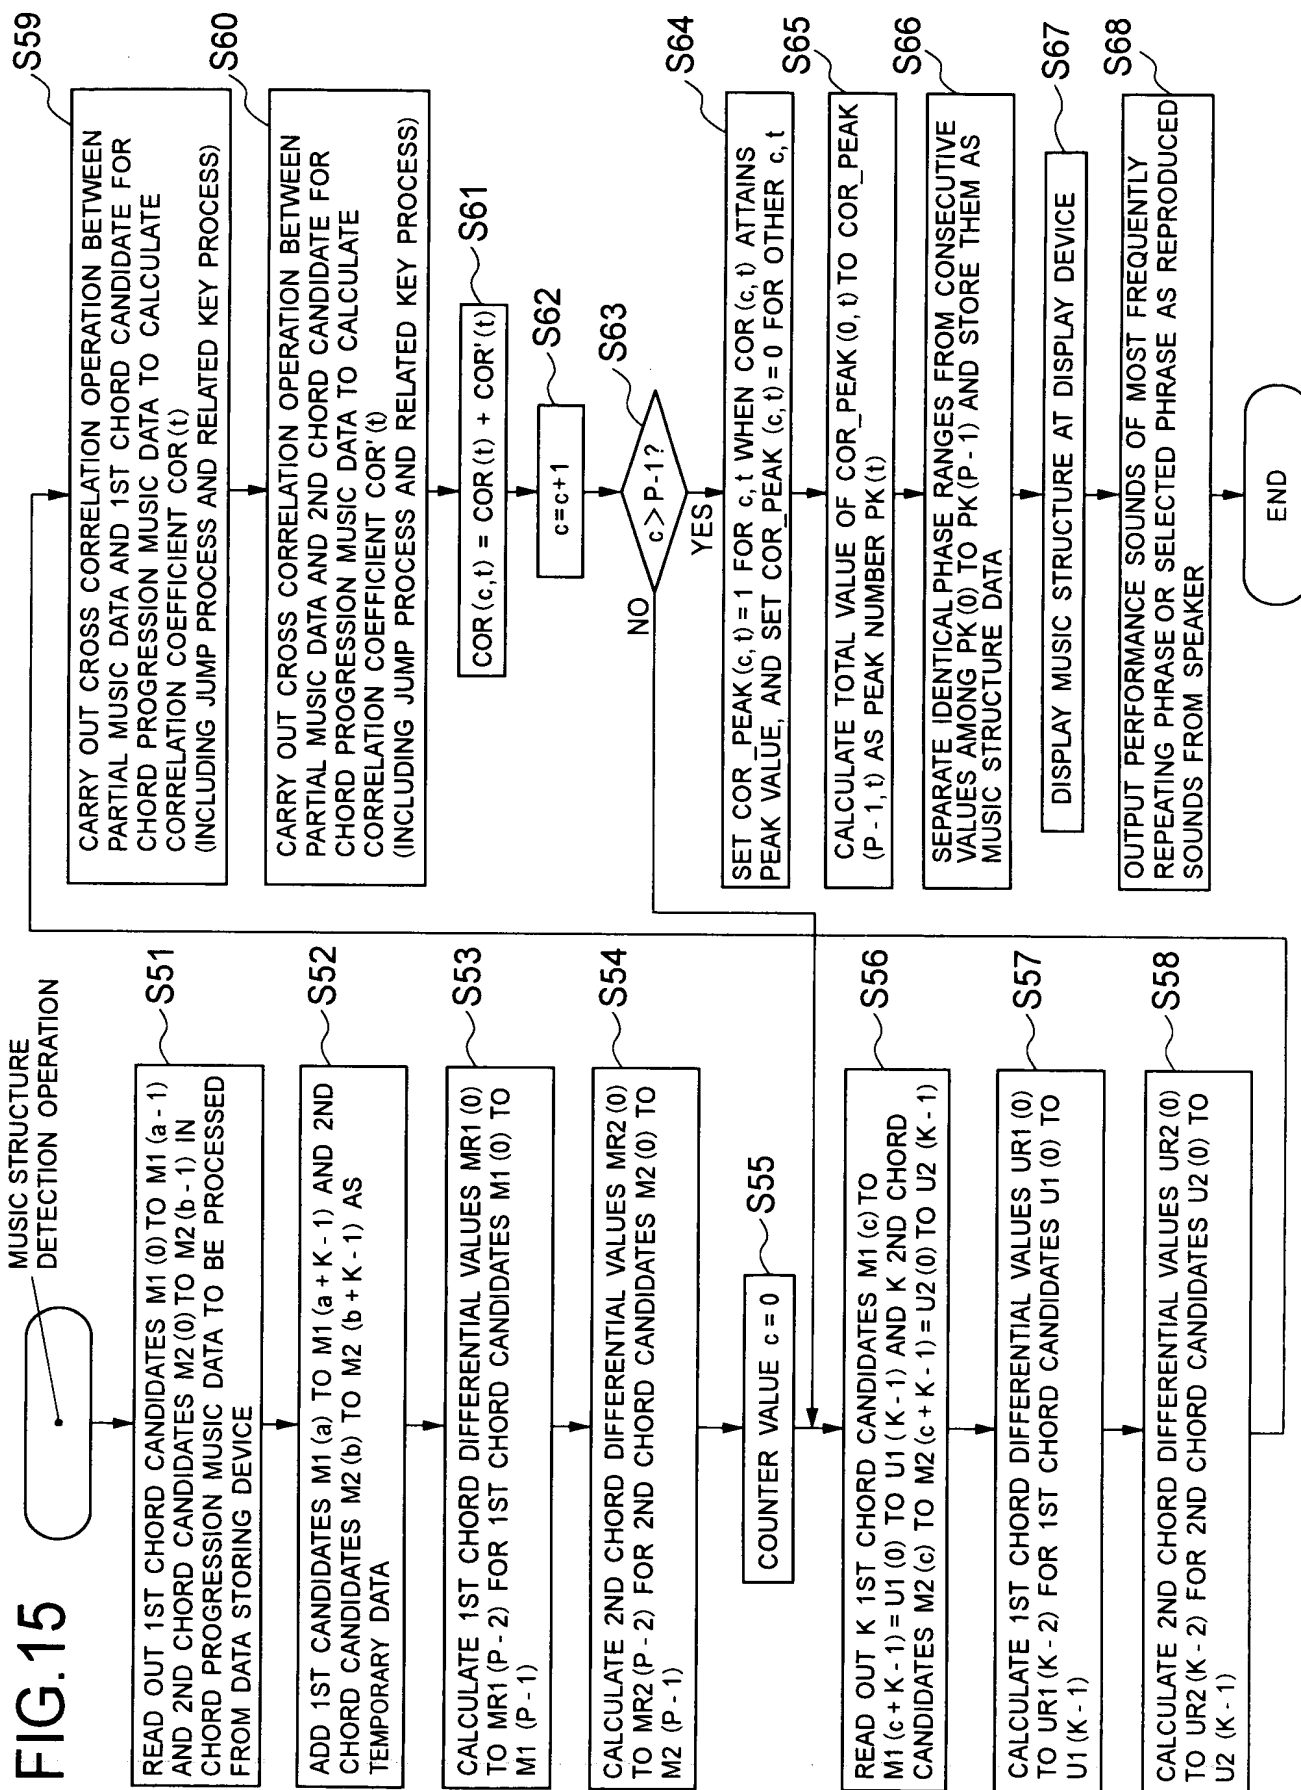 FIG.15
MUSIC STRUCTURE
DETECTION OPERATION
READ OUT 1ST CHORD CANDIDATES M1 (0) TO M1 (a - 1)
AND 2ND CHORD CANDIDATES M2 (0) TO M2 (b - 1) IN
CHORD PROGRESSION MUSIC DATA TO BE PROCESSED
FROM DATA STORING DEVICE
S51
ADD 1ST CANDIDATES M1 (a) TO M1 (a + K - 1) AND 2ND
CHORD CANDIDATES M2 (b) TO M2 (b + K - 1) AS
TEMPORARY DATA
S52
CALCULATE 1ST CHORD DIFFERENTIAL VALUES MR1 (0)
TO MR1 (P - 2) FOR 1ST CHORD CANDIDATES M1 (0) TO
M1 (P - 1)
S53
CALCULATE 2ND CHORD DIFFERENTIAL VALUES MR2 (0)
TO MR2 (P - 2) FOR 2ND CHORD CANDIDATES M2 (0) TO
M2 (P - 1)
S54
COUNTER VALUE c = 0
S55
READ OUT K 1ST CHORD CANDIDATES M1 (c) TO
M1 (c + K - 1) = U1 (0) TO U1 (K - 1) AND K 2ND CHORD
CANDIDATES M2 (c) TO M2 (c + K - 1) = U2 (0) TO U2 (K - 1)
S56
CALCULATE 1ST CHORD DIFFERENTIAL VALUES UR1 (0)
TO UR1 (K - 2) FOR 1ST CHORD CANDIDATES U1 (0) TO
U1 (K - 1)
S57
CALCULATE 2ND CHORD DIFFERENTIAL VALUES UR2 (0)
TO UR2 (K - 2) FOR 2ND CHORD CANDIDATES U2 (0) TO
U2 (K - 1)
S58
CARRY OUT CROSS CORRELATION OPERATION BETWEEN
PARTIAL MUSIC DATA AND 1ST CHORD CANDIDATE FOR
CHORD PROGRESSION MUSIC DATA TO CALCULATE
CORRELATION COEFFICIENT COR (t)
(INCLUDING JUMP PROCESS AND RELATED KEY PROCESS)
S59
CARRY OUT CROSS CORRELATION OPERATION BETWEEN
PARTIAL MUSIC DATA AND 2ND CHORD CANDIDATE FOR
CHORD PROGRESSION MUSIC DATA TO CALCULATE
CORRELATION COEFFICIENT COR' (t)
(INCLUDING JUMP PROCESS AND RELATED KEY PROCESS)
S60
COR (c, t) = COR (t) + COR' (t)
S61
c = c + 1
S62
c > P - 1?
S63
NO
YES
SET COR_PEAK (c, t) = 1 FOR c, t WHEN COR (c, t) ATTAINS
PEAK VALUE, AND SET COR_PEAK (c, t) = 0 FOR OTHER c, t
S64
CALCULATE TOTAL VALUE OF COR_PEAK (0, t) TO COR_PEAK
(P - 1, t) AS PEAK NUMBER PK (t)
S65
SEPARATE IDENTICAL PHASE RANGES FROM CONSECUTIVE
VALUES AMONG PK (0) TO PK (P - 1) AND STORE THEM AS
MUSIC STRUCTURE DATA
S66
DISPLAY MUSIC STRUCTURE AT DISPLAY DEVICE
S67
OUTPUT PERFORMANCE SOUNDS OF MOST FREQUENTLY
REPEATING PHRASE OR SELECTED PHRASE AS REPRODUCED
SOUNDS FROM SPEAKER
S68
END